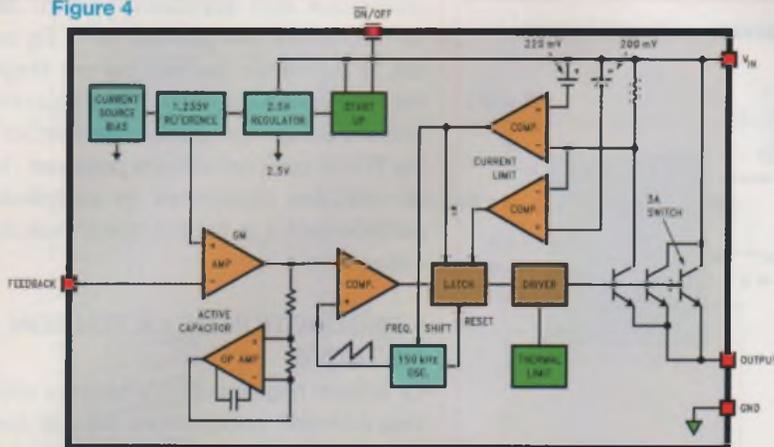 Figure 4
ON/OFF
220 mV
200 mV
VIN
CURRENT
SOURCE
BIAS
1.235V
REFERENCE
2.5V
REGULATOR
START
UP
2.5V
COMP.
CURRENT
LIMIT
COMP.
3A
SWITCH
GM
AMP
FEEDBACK
COMP.
LATCH
DRIVER
ACTIVE
CAPACITOR
FREQ.
SHIFT
RESET
OP AMP
150 kHz
OSC.
THERMAL
LIMIT
OUTPUT
GND